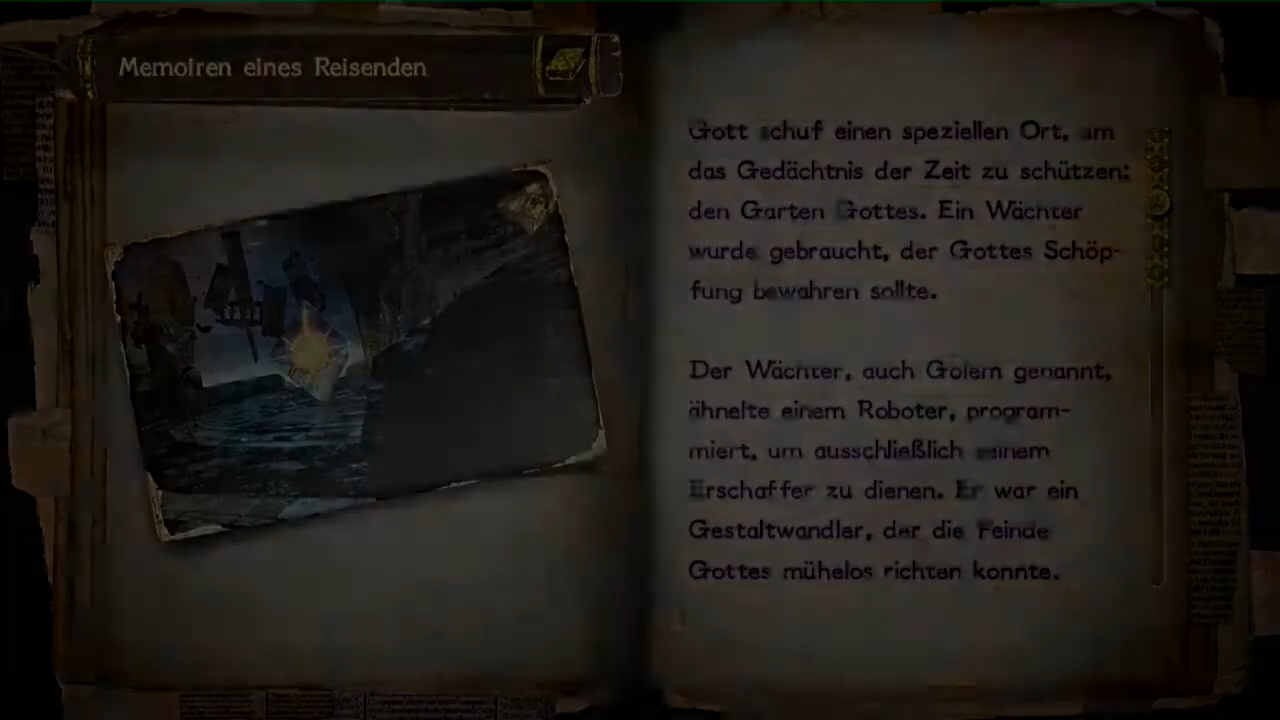 Memoiren eines Reisenden
Gott schuf einen speziellen Ort, um
das Gedächtnis der Zeit zu schützen:
den Garten Gottes. Ein Wächter
wurde gebraucht, der Gottes Schöp-
fung bewahren sollte.
Der Wächter, auch Golem genannt,
ähnelte einem Roboter, program-
miert, um ausschließlich seinem
Erschaffer zu dienen. Er war ein
Gestaltwandler, der die Feinde
Gottes mühelos richten konnte.